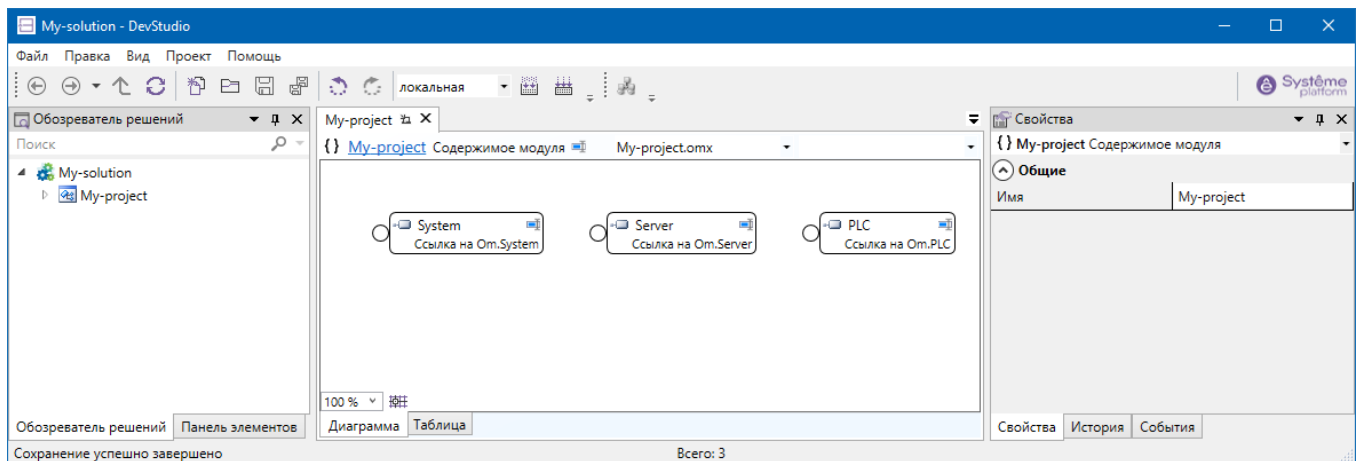 My-solution - DevStudio
Файл Правка Вид Проект Помощь
локальная
Systême
platform
Обозреватель решений
Поиск
My-solution
My-project
My-project
{} My-project Содержимое модуля My-project.omx
System
Ссылка на Om.System
Server
Ссылка на Om.Server
PLC
Ссылка на Om.PLC
100 %
Диаграмма Таблица
Свойства
{} My-project Содержимое модуля
Общие
Имя My-project
Обозреватель решений Панель элементов
Свойства История События
Сохранение успешно завершено
Всего: 3